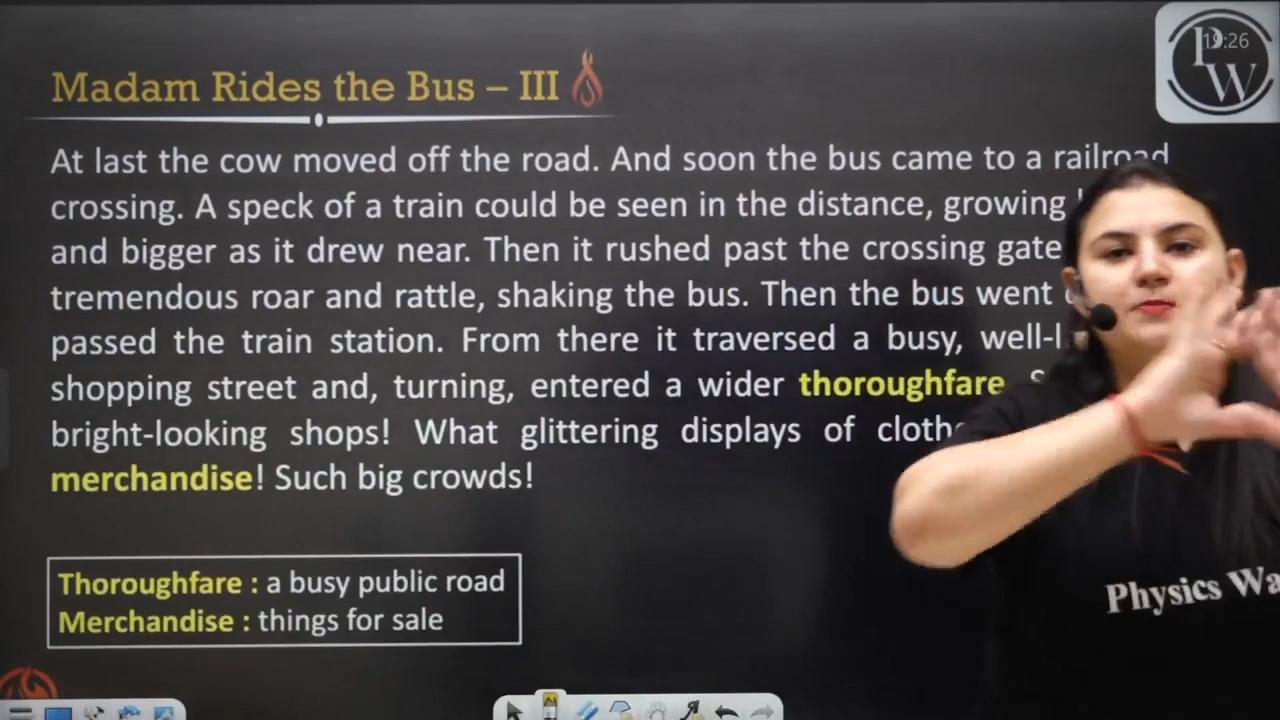 Madam Rides the Bus – III
PW
19:26
At last the cow moved off the road. And soon the bus came to a railroad
crossing. A speck of a train could be seen in the distance, growing
and bigger as it drew near. Then it rushed past the crossing gate
tremendous roar and rattle, shaking the bus. Then the bus went
passed the train station. From there it traversed a busy,
shopping street and, turning, entered a wider thoroughfare
bright-looking shops! What glittering displays of
merchandise! Such big crowds!
Thoroughfare : a busy public road
Merchandise : things for sale
Physics